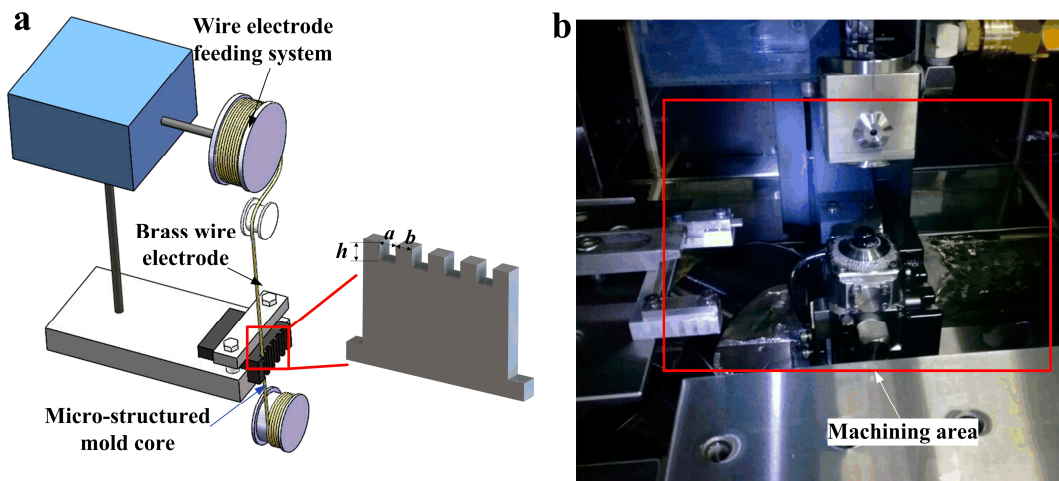 a
Wire electrode
feeding system
Brass wire
electrode
h
a
b
Micro-structured
mold core
b
Machining area